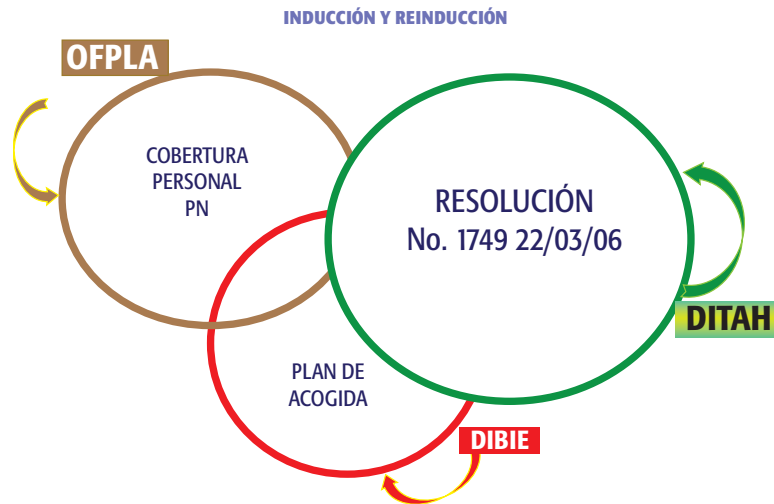 INDUCCIÓN Y REINDUCCIÓN
OFPLA
COBERTURA
PERSONAL
PN
RESOLUCIÓN
No. 1749 22/03/06
DITAH
PLAN DE
ACOGIDA
DIBIE